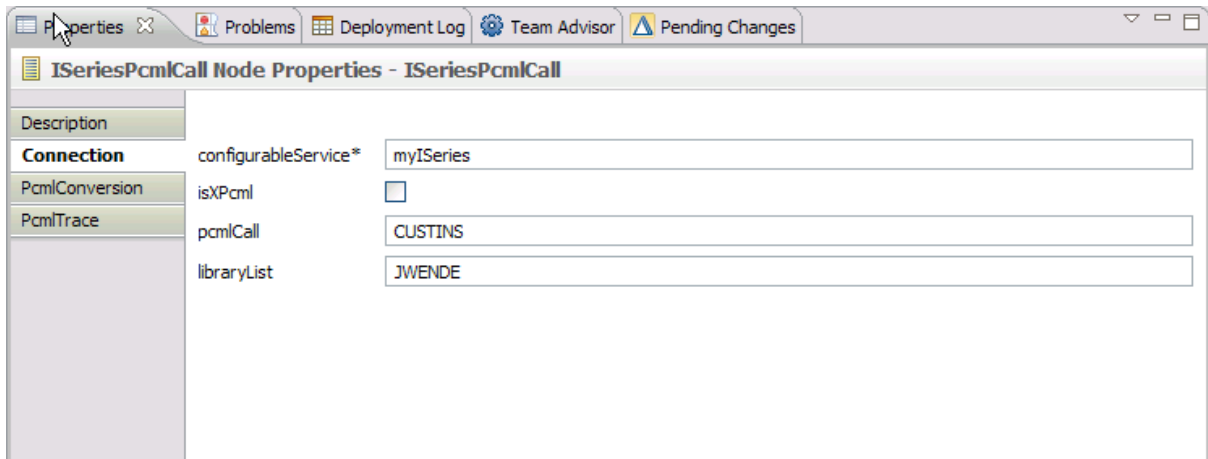 Properties Problems Deployment Log Team Advisor Pending Changes
ISeriesPcmlCall Node Properties - ISeriesPcmlCall
Description
Connection configurableService* myISeries
PcmlConversion isXPcml
PcmlTrace pcmlCall CUSTINS
libraryList JWENDE